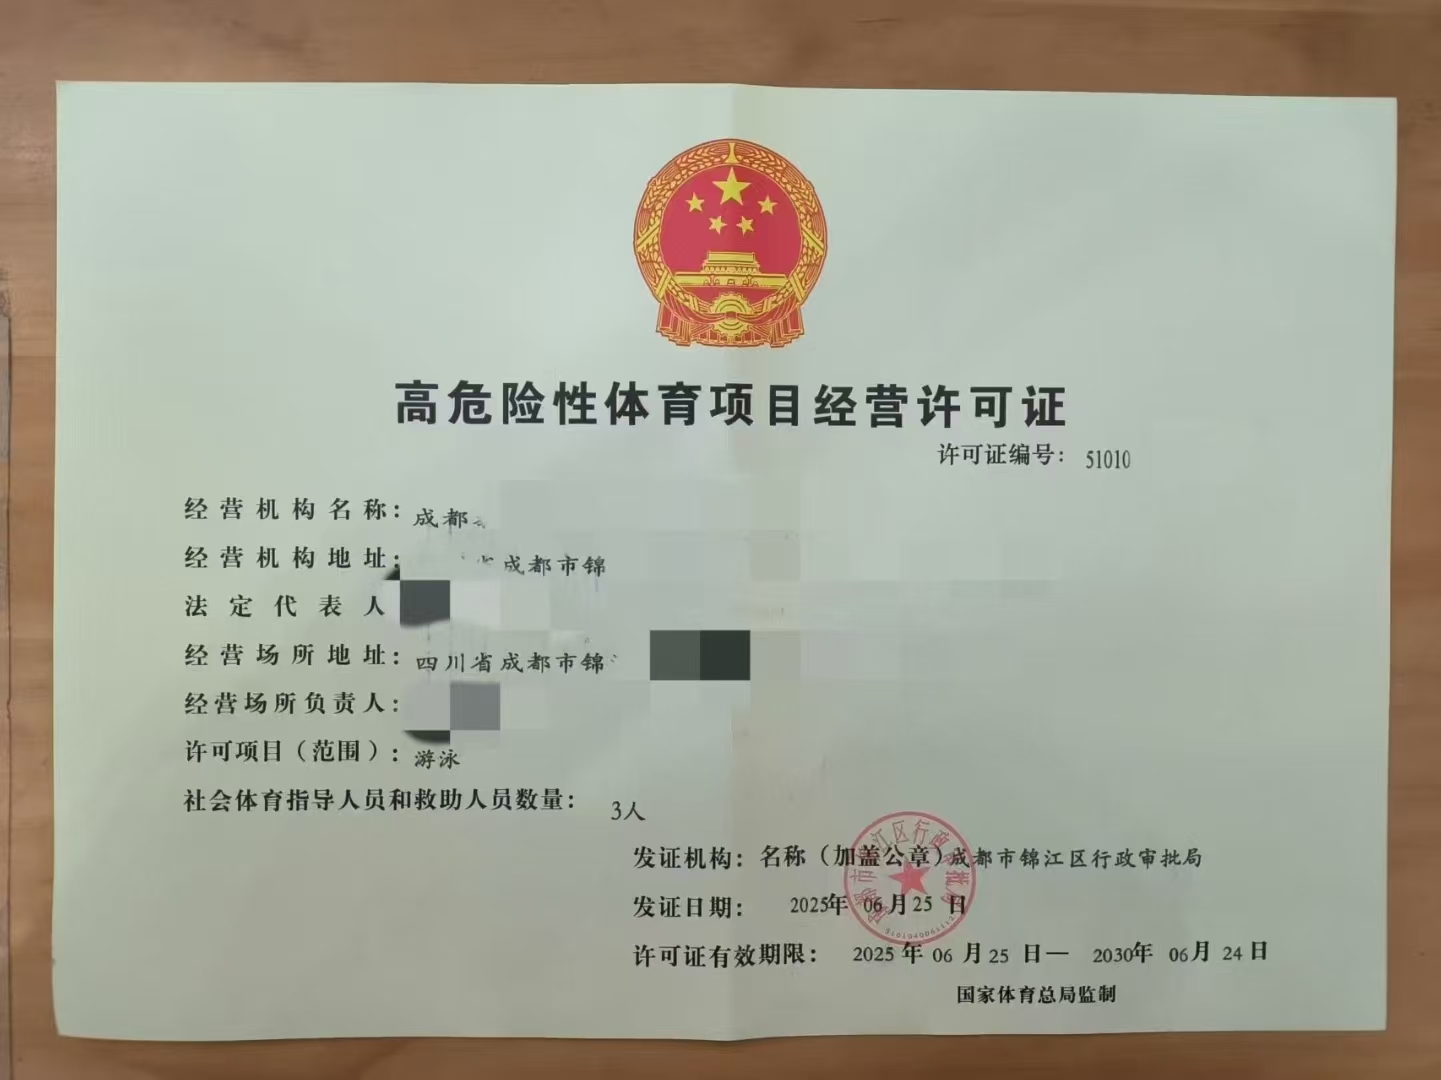 高危险性体育项目经营许可证
许可证编号：51010
经营机构名称：成都
经营机构地址：省成都市锦
法定代表人
经营场所地址：四川省成都市锦
经营场所负责人：
许可项目（范围）：游泳
社会体育指导人员和救助人员数量：3人
发证机构：名称（加盖公章）成都市锦江区行政审批局
发证日期：2025年06月25日
许可证有效期限：2025年06月25日—2030年06月24日
国家体育总局监制